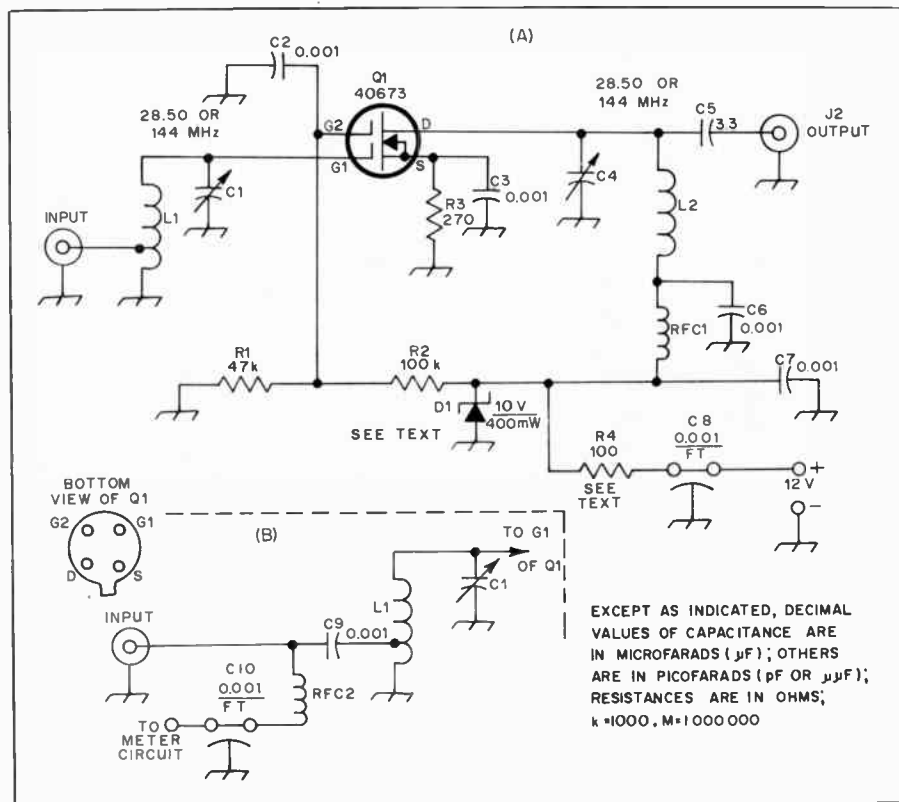 (A)
C2
0.001
Q1
40673
28.50 OR
144 MHz
28.50 OR
144 MHz
C5
3.3
J2
OUTPUT
G2
D
G1
S
C1
L1
INPUT
C3
0.001
R3
270
C4
L2
C6
0.001
RFC1
R1
47k
R2
100k
C7
0.001
D1
10 V
400mW
SEE TEXT
R4
100
SEE
TEXT
C8
0.001
FT
+
12 V
-
BOTTOM
VIEW OF Q1
G2
G1
D
S
(B)
TO G1
OF Q1
C1
L1
INPUT
C9
0.001
C10
0.001
FT
RFC2
TO
METER
CIRCUIT
EXCEPT AS INDICATED, DECIMAL
VALUES OF CAPACITANCE ARE
IN MICROFARADS (µF); OTHERS
ARE IN PICOFARADS (pF OR µµF);
RESISTANCES ARE IN OHMS;
k=1000, M=1000000